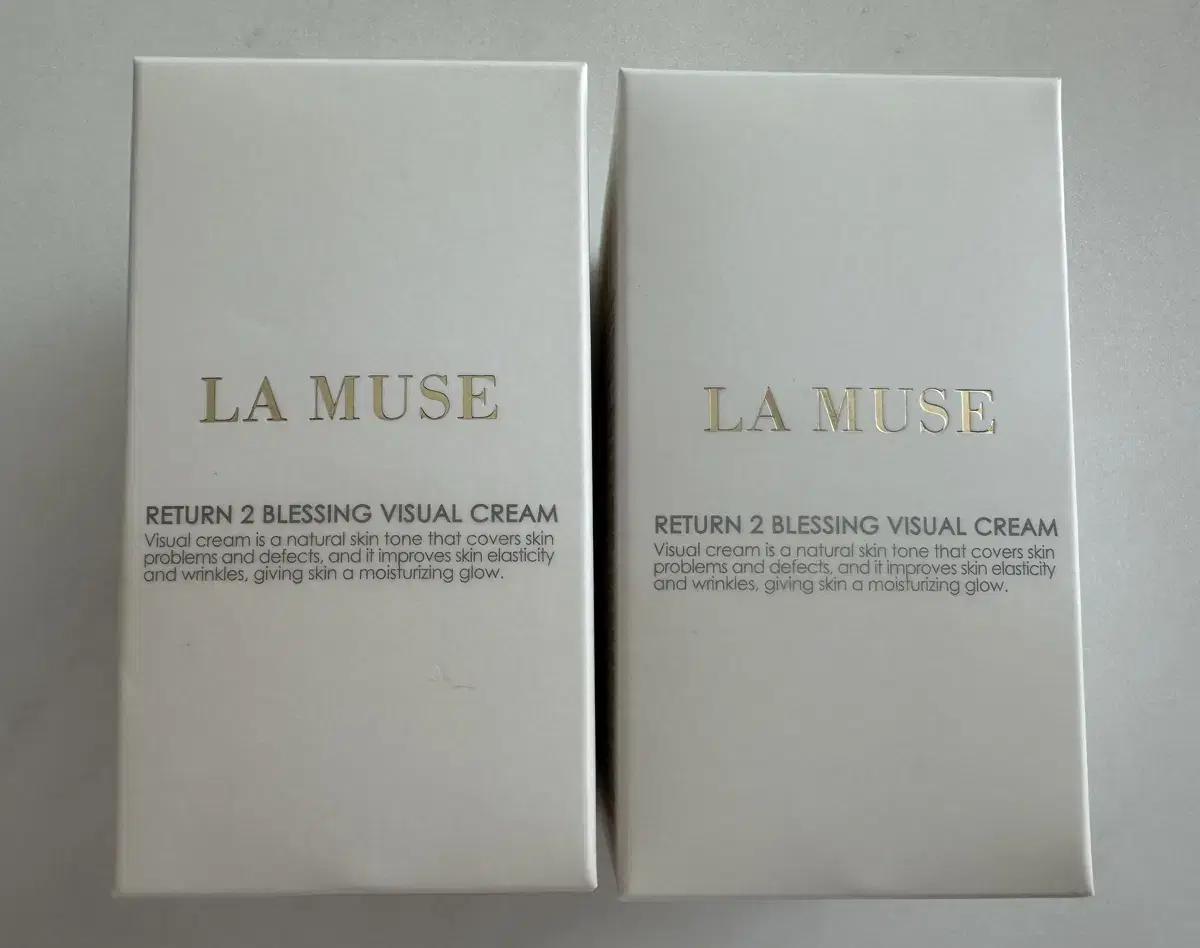 LA MUSE
RETURN 2 BLESSING VISUAL CREAM
Visual cream is a natural skin tone that covers skin
problems and defects, and it improves skin elasticity
and wrinkles, giving skin a moisturizing glow.
LA MUSE
RETURN 2 BLESSING VISUAL CREAM
Visual cream is a natural skin tone that covers skin
problems and defects, and it improves skin elasticity
and wrinkles, giving skin a moisturizing glow.